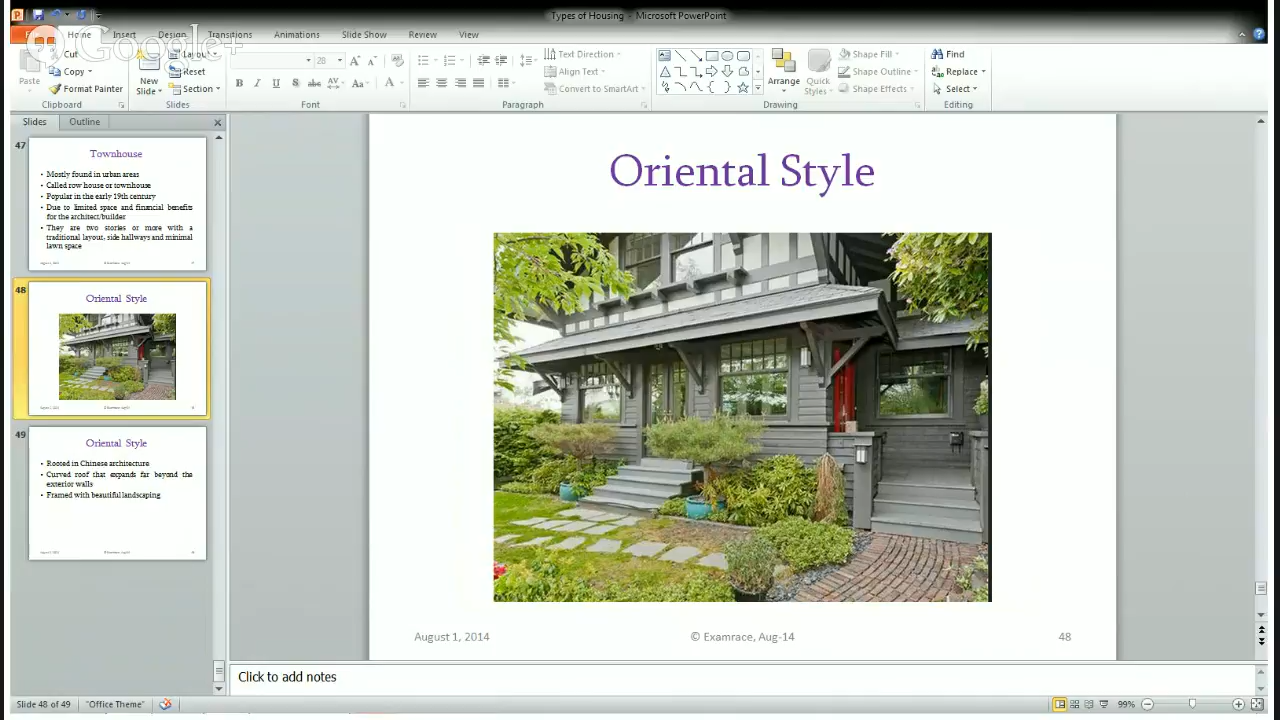 Types of Housing - Microsoft PowerPoint
Google+
File Home Insert Design Transitions Animations Slide Show Review View
Cut
Copy
Format Painter
Paste
Clipboard
New
Slide
Layout
Reset
Section
Slides
28
Font
Text Direction
Align Text
Convert to SmartArt
Paragraph
Arrange
Quick
Styles
Shape Fill
Shape Outline
Shape Effects
Drawing
Find
Replace
Select
Editing
Slides Outline
47
Townhouse
• Mostly found in urban areas
• Called row house or townhouse
• Popular in the early 19th century
• Due to limited space and financial benefits
for the architect/builder
• They are two stories or more with a
traditional layout, side hallways and minimal
lawn space
48
Oriental Style
49
Oriental Style
• Rooted in Chinese architecture
• Curved roof that expands far beyond the
exterior walls
• Framed with beautiful landscaping
Oriental Style
August 1, 2014 © Examrace, Aug-14 48
Click to add notes
Slide 48 of 49 "Office Theme" 99%